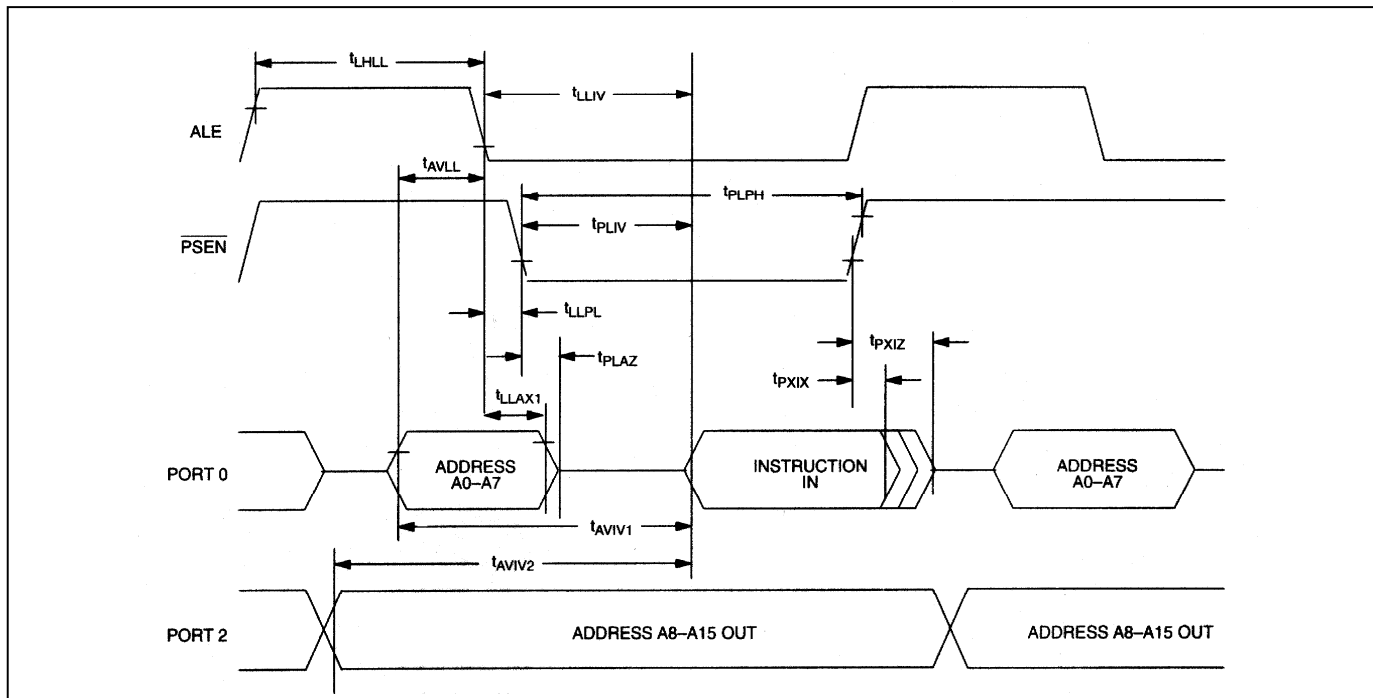 tLHLL
tLLIV
ALE
tAVLL
tPLPH
tPLIV
PSEN
tLLPL
tPXIZ
tPLAZ
tPXIX
tLLAX1
PORT 0
ADDRESS
A0–A7
INSTRUCTION
IN
ADDRESS
A0–A7
tAVIV1
tAVIV2
PORT 2
ADDRESS A8–A15 OUT
ADDRESS A8–A15 OUT